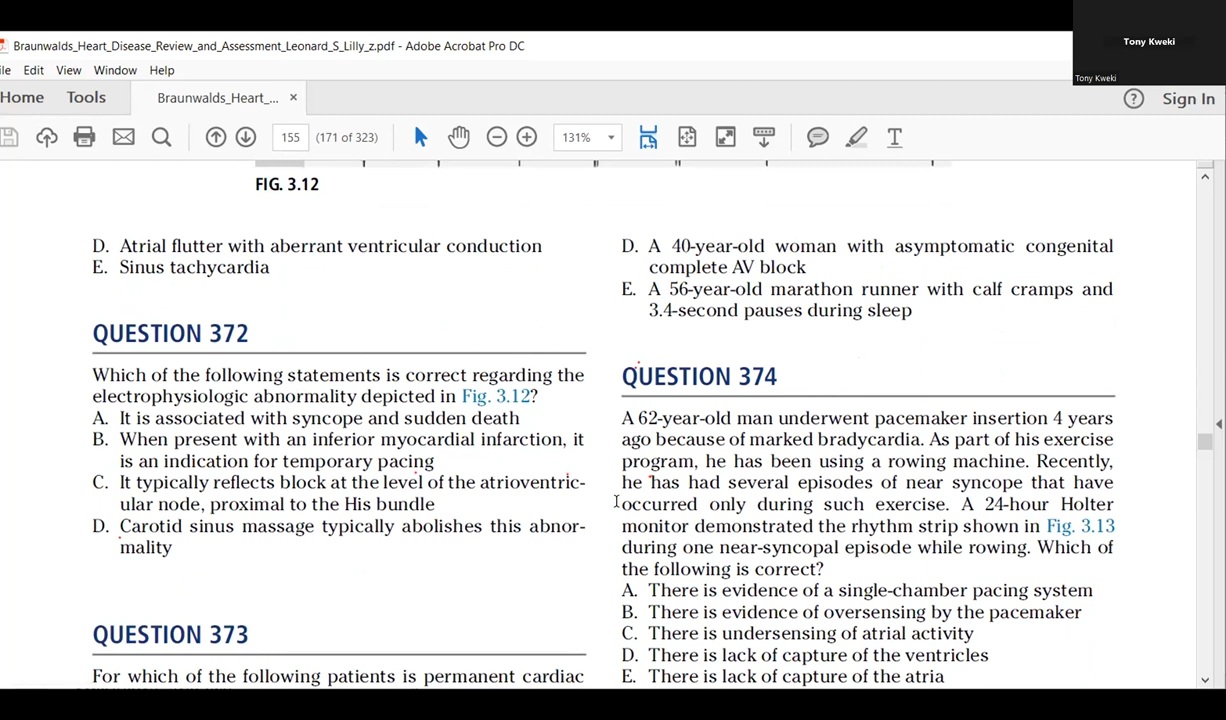 Tony Kweki
Tony Kweki
Braunwalds_Heart_Disease_Review_and_Assessment_Leonard_S_Lilly_z.pdf - Adobe Acrobat Pro DC
ile Edit View Window Help
Home Tools Braunwalds_Heart_... × ? Sign In
155 (171 of 323) 131%
FIG. 3.12
D. Atrial flutter with aberrant ventricular conduction
E. Sinus tachycardia
QUESTION 372
Which of the following statements is correct regarding the
electrophysiologic abnormality depicted in Fig. 3.12?
A. It is associated with syncope and sudden death
B. When present with an inferior myocardial infarction, it
is an indication for temporary pacing
C. It typically reflects block at the level of the atrioventric-
ular node, proximal to the His bundle
D. Carotid sinus massage typically abolishes this abnor-
mality
QUESTION 373
For which of the following patients is permanent cardiac
D. A 40-year-old woman with asymptomatic congenital
complete AV block
E. A 56-year-old marathon runner with calf cramps and
3.4-second pauses during sleep
QUESTION 374
A 62-year-old man underwent pacemaker insertion 4 years
ago because of marked bradycardia. As part of his exercise
program, he has been using a rowing machine. Recently,
he has had several episodes of near syncope that have
occurred only during such exercise. A 24-hour Holter
monitor demonstrated the rhythm strip shown in Fig. 3.13
during one near-syncopal episode while rowing. Which of
the following is correct?
A. There is evidence of a single-chamber pacing system
B. There is evidence of oversensing by the pacemaker
C. There is undersensing of atrial activity
D. There is lack of capture of the ventricles
E. There is lack of capture of the atria